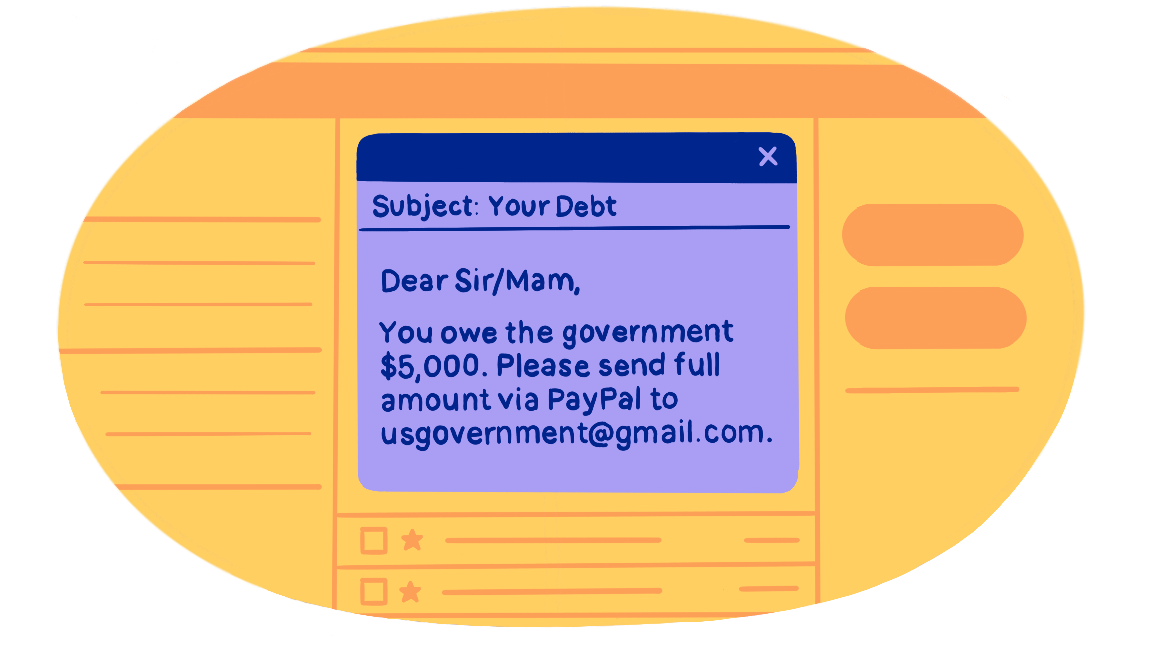 Subject: Your Debt
Dear Sir/Mam,
You owe the government
$5,000. Please send full
amount via PayPal to
usgovernment@gmail.com.